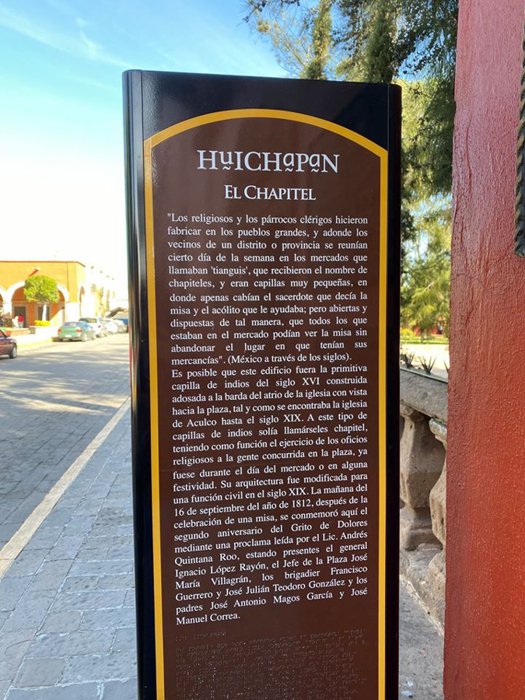 HUICHAPAN
EL CHAPITEL
"Los religiosos y los párrocos clérigos hicieron
fabricar en los pueblos grandes, y adonde los
vecinos de un distrito o provincia se reunían
cierto día de la semana en los mercados que
llamaban 'tianguis', que recibieron el nombre de
chapiteles, y eran capillas muy pequeñas, en
donde apenas cabían el sacerdote que decía la
misa y el acólito que le ayudaba; pero abiertas y
dispuestas de tal manera, que todos los que
estaban en el mercado podían ver la misa sin
abandonar el lugar en que tenían sus
mercancías". (México a través de los siglos).
Es posible que este edificio fuera la primitiva
capilla de indios del siglo XVI construida
adosada a la barda del atrio de la iglesia con vista
hacia la plaza, tal y como se encontraba la iglesia
de Aculco hasta el siglo XIX. A este tipo de
capillas de indios solía llamárseles chapitel,
teniendo como función el ejercicio de los oficios
religiosos a la gente concurrida en la plaza, ya
fuese durante el día del mercado o en alguna
festividad. Su arquitectura fue modificada para
una función civil en el siglo XIX. La mañana del
16 de septiembre del año de 1812, después de la
celebración de una misa, se conmemoró aquí el
segundo aniversario del Grito de Dolores
mediante una proclama leída por el Lic. Andrés
Quintana Roo, estando presentes el general
Ignacio López Rayón, el Jefe de la Plaza José
María Villagrán, los brigadier Francisco
Guerrero y José Julián Teodoro González y los
padres José Antonio Magos García y José
Manuel Correa.